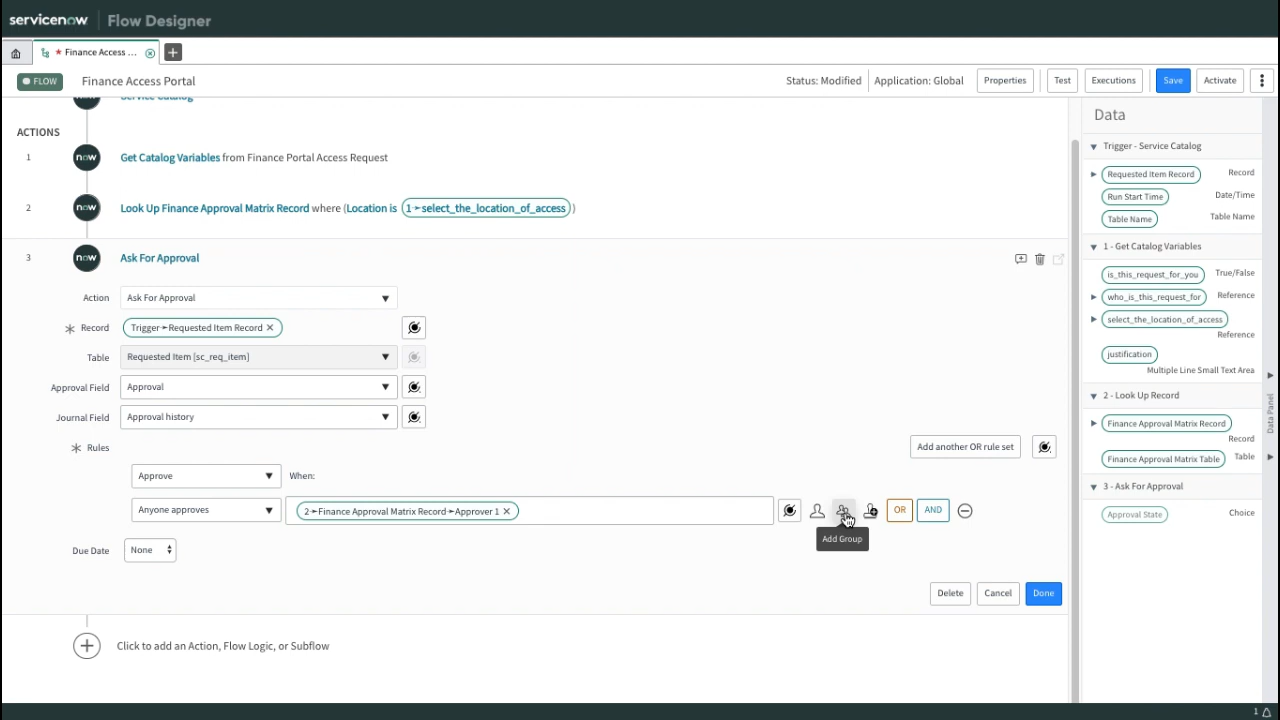 servicenow Flow Designer
* Finance Access ...
FLOW Finance Access Portal Status: Modified Application: Global Properties Test Executions Save Activate
Service Catalog
ACTIONS
1 now Get Catalog Variables from Finance Portal Access Request
2 now Look Up Finance Approval Matrix Record where (Location is 1➛select_the_location_of_access)
3 now Ask For Approval
Action Ask For Approval
Record Trigger➛Requested Item Record
Table Requested Item [sc_req_item]
Approval Field Approval
Journal Field Approval history
Rules Add another OR rule set
Approve When:
Anyone approves 2➛Finance Approval Matrix Record➛Approver 1 OR AND
Add Group
Due Date None
Delete Cancel Done
Click to add an Action, Flow Logic, or Subflow
Data
Trigger - Service Catalog
Requested Item Record Record
Run Start Time Date/Time
Table Name Table Name
1 - Get Catalog Variables
is_this_request_for_you True/False
who_is_this_request_for Reference
select_the_location_of_access
Reference
justification
Multiple Line Small Text Area
2 - Look Up Record
Finance Approval Matrix Record
Record
Finance Approval Matrix Table Table
3 - Ask For Approval
Approval State Choice
Data Panel
1